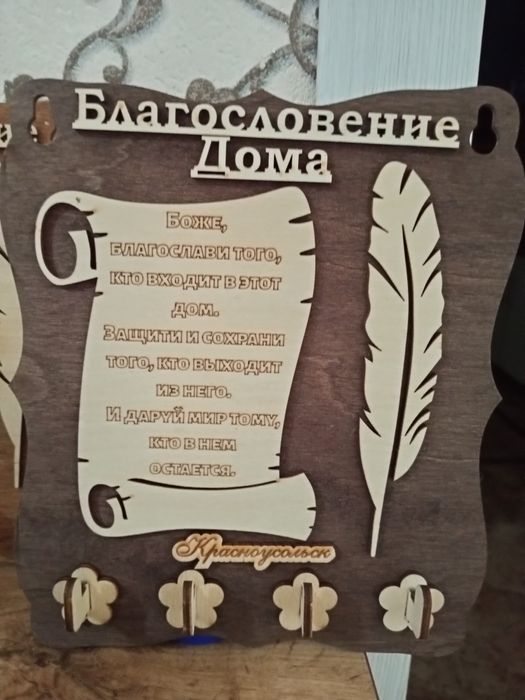 Благословение
Дома
Боже,
благослави того,
кто входит в этот
дом.
Защити и сохрани
того, кто выходит
из него.
И даруй мир тому,
кто в нем
остается.
Красноусольск